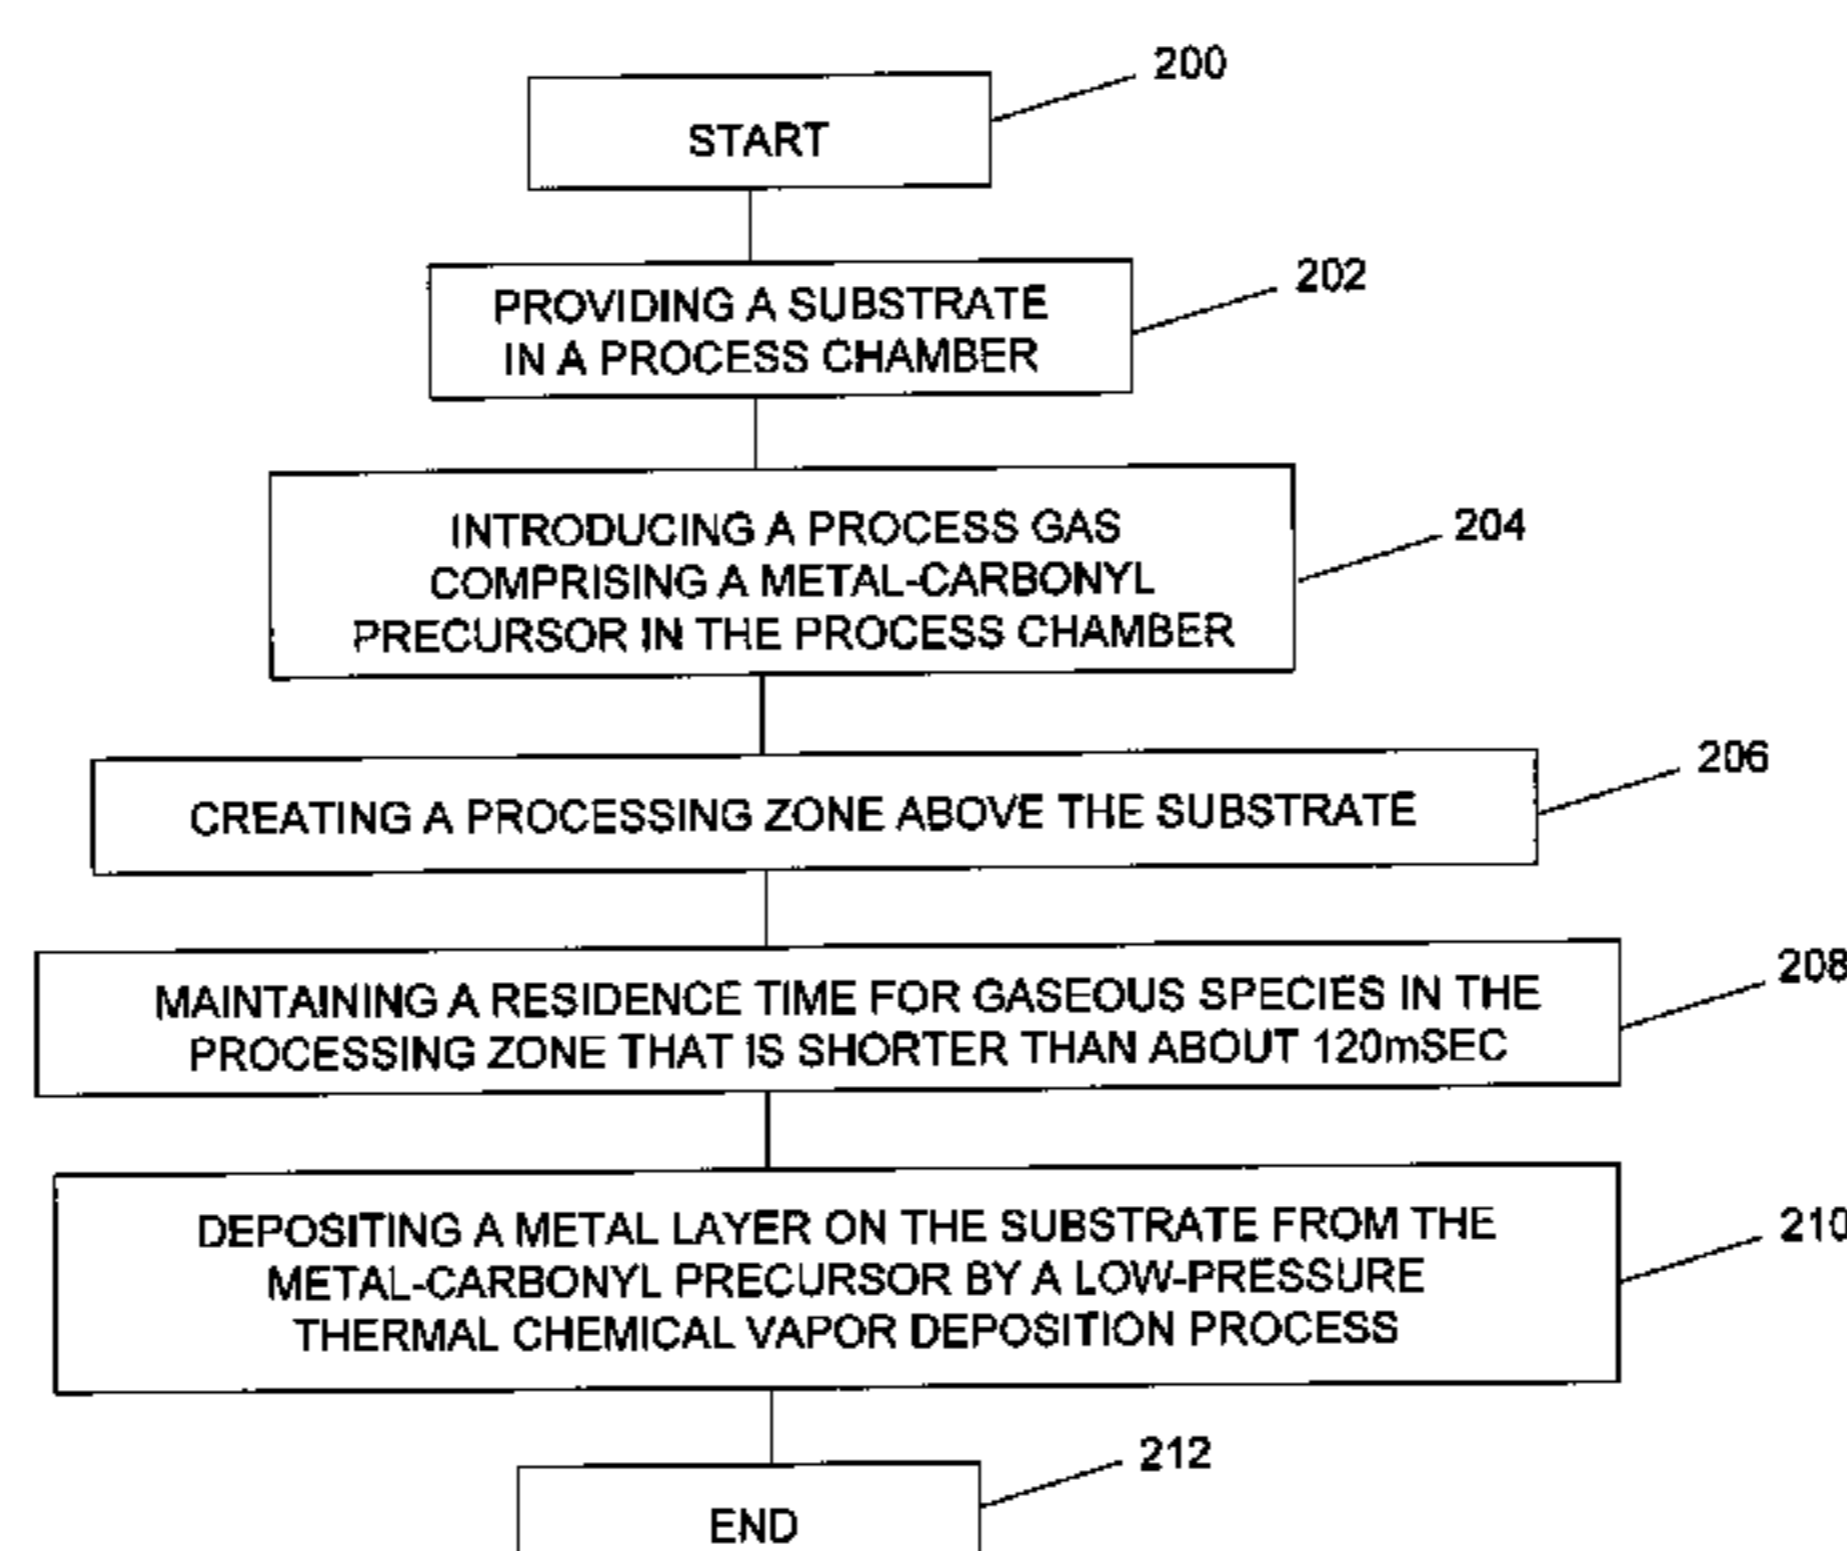 200
START
202
PROVIDING A SUBSTRATE
IN A PROCESS CHAMBER
204
INTRODUCING A PROCESS GAS
COMPRISING A METAL-CARBONYL
PRECURSOR IN THE PROCESS CHAMBER
206
CREATING A PROCESSING ZONE ABOVE THE SUBSTRATE
208
MAINTAINING A RESIDENCE TIME FOR GASEOUS SPECIES IN THE
PROCESSING ZONE THAT IS SHORTER THAN ABOUT 120mSEC
210
DEPOSITING A METAL LAYER ON THE SUBSTRATE FROM THE
METAL-CARBONYL PRECURSOR BY A LOW-PRESSURE
THERMAL CHEMICAL VAPOR DEPOSITION PROCESS
212
END